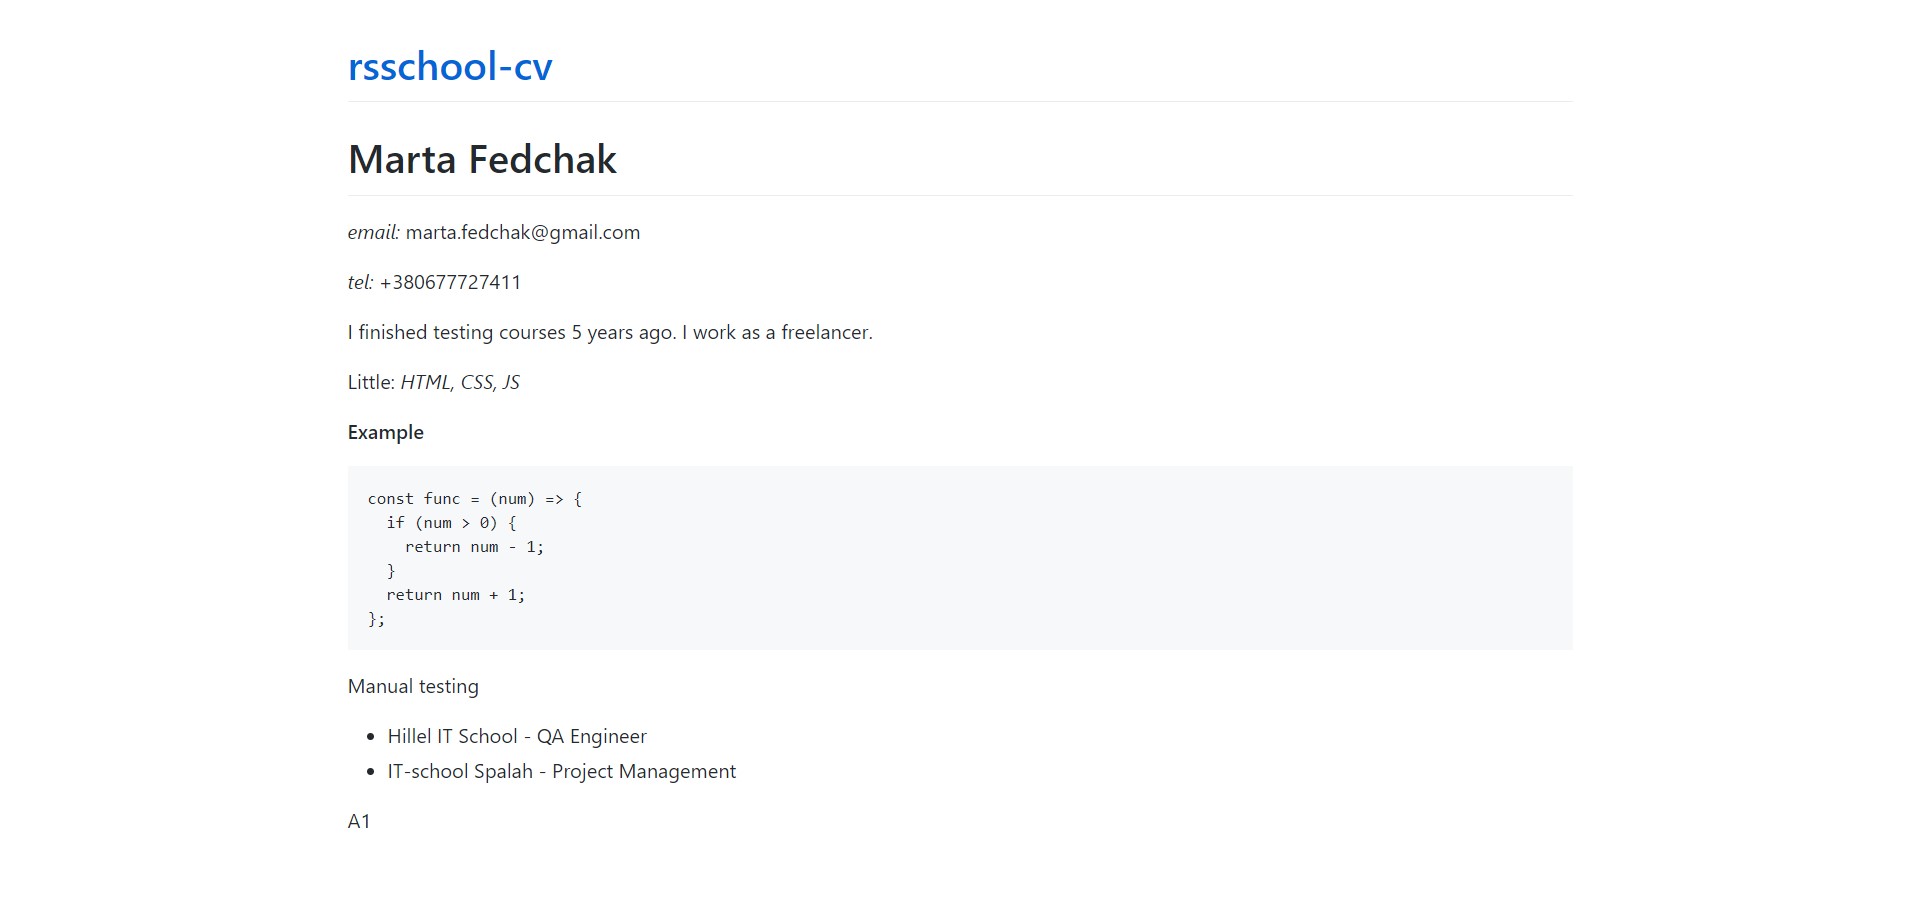 rsschool-cv
Marta Fedchak
email: marta.fedchak@gmail.com
tel: +380677727411
I finished testing courses 5 years ago. I work as a freelancer.
Little: HTML, CSS, JS
Example
const func = (num) => {
  if (num > 0) {
    return num - 1;
  }
  return num + 1;
};
Manual testing
• Hillel IT School - QA Engineer
• IT-school Spalah - Project Management
A1